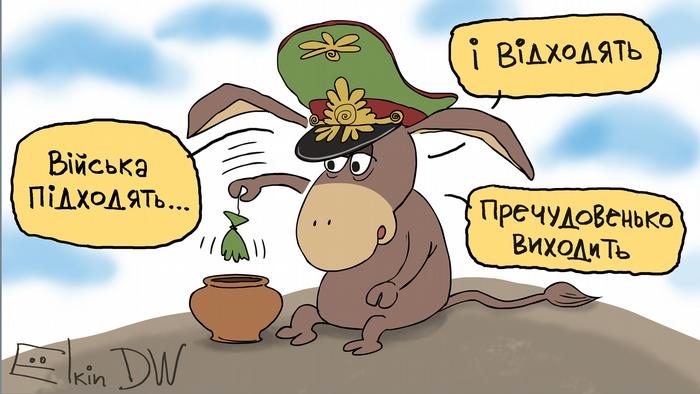 Війська
підходять...
і відходять
Пречудовенько
виходить
Elkin DW